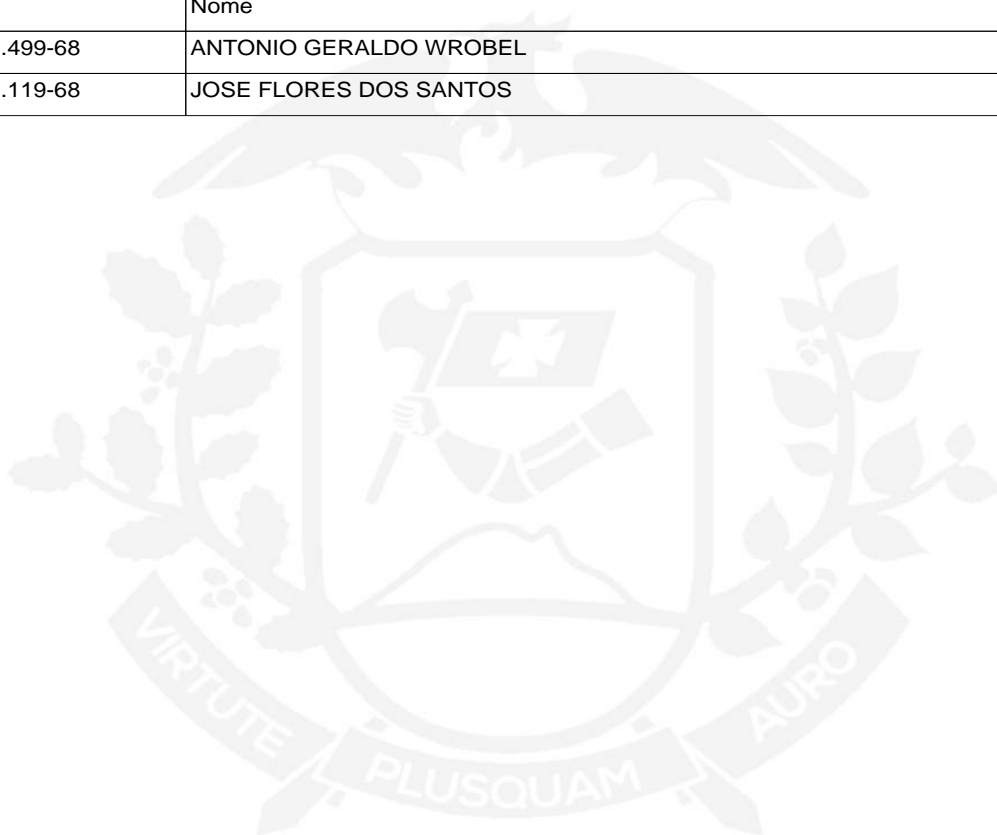 Nome
.499-68 ANTONIO GERALDO WROBEL
.119-68 JOSE FLORES DOS SANTOS
VIRTUTE PLUSQUAM AURO